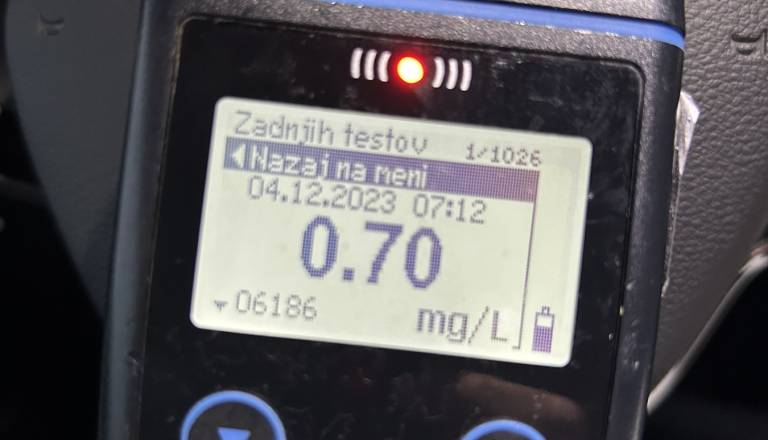 Zadnjih testov 1/1026
Nazaj na meni
04.12.2023 07:12
0.70
06186 mg/L